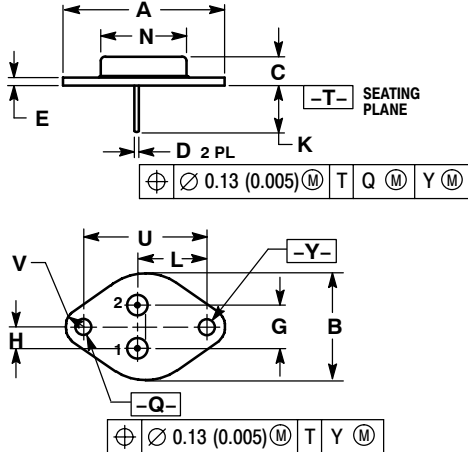 A
N
C
E
–T– SEATING PLANE
K
D 2 PL
⌖ ∅ 0.13 (0.005) Ⓜ T Q Ⓜ Y Ⓜ
U
L
–Y–
V
2
H
G
B
1
–Q–
⌖ ∅ 0.13 (0.005) Ⓜ T Y Ⓜ